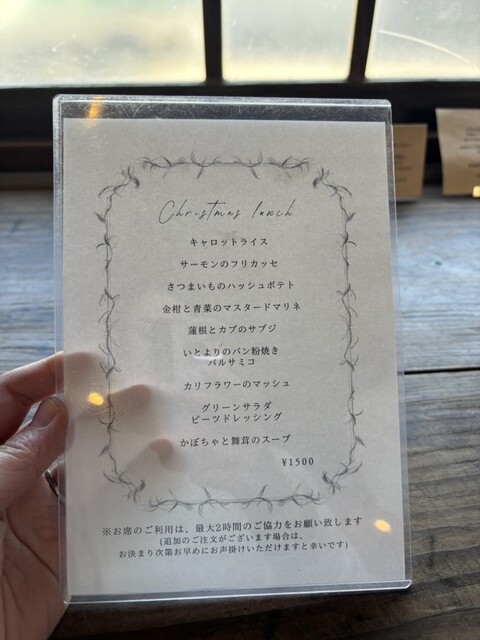 Christmas lunch
キャロットライス
サーモンのフリカッセ
さつまいものハッシュポテト
金柑と青菜のマスタードマリネ
蓮根とカブのサブジ
いとよりのパン粉焼き
バルサミコ
カリフラワーのマッシュ
グリーンサラダ
ビーツドレッシング
かぼちゃと舞茸のスープ
¥1500
※お席のご利用は、最大2時間のご協力をお願い致します
(追加のご注文がございます場合は、
お決まり次第お早めにお声掛けいただけますと幸いです)